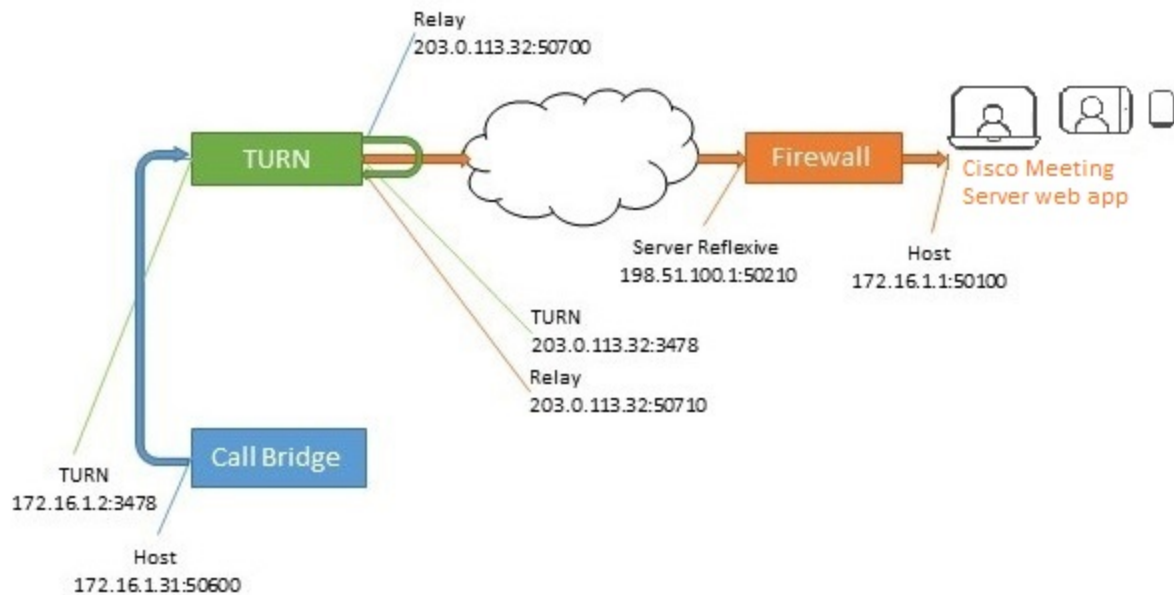 Relay
203.0.113.32:50700
TURN
Firewall
Cisco Meeting
Server web app
Server Reflexive
198.51.100.1:50210
Host
172.16.1.1:50100
TURN
203.0.113.32:3478
Relay
203.0.113.32:50710
Call Bridge
TURN
172.16.1.2:3478
Host
172.16.1.31:50600